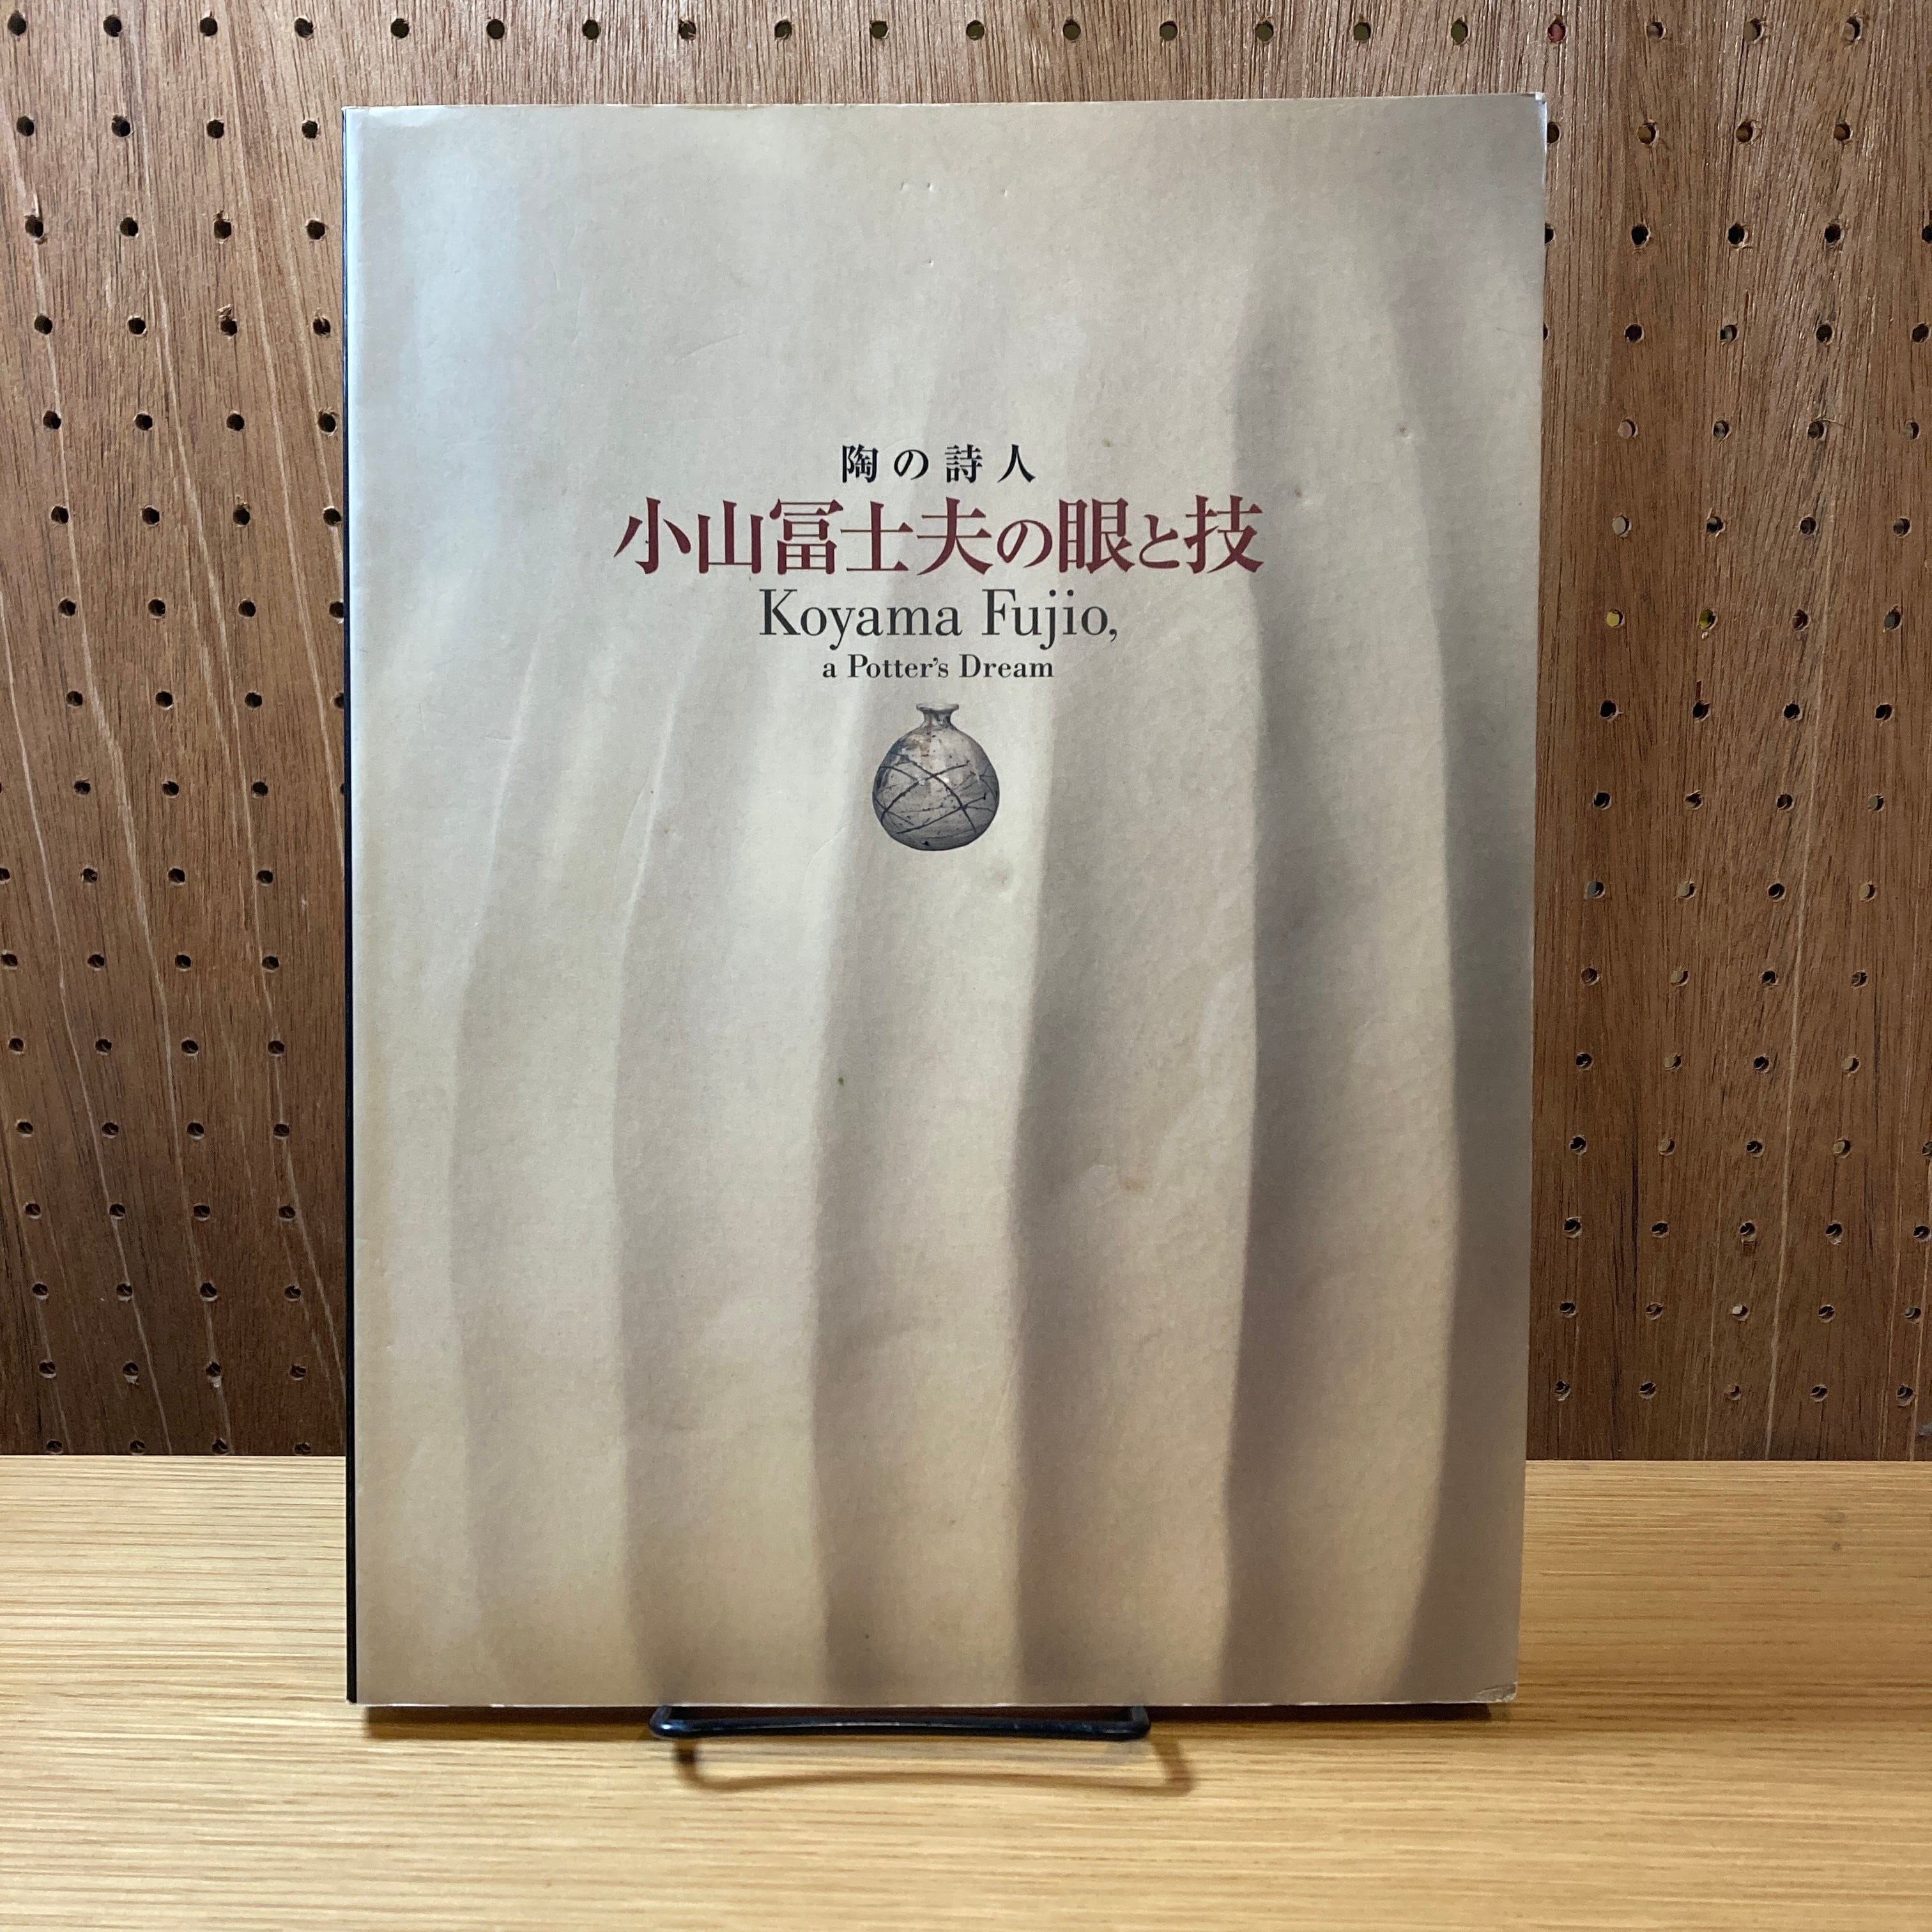 陶の詩人
小山冨士夫の眼と技
Koyama Fujio,
a Potter's Dream